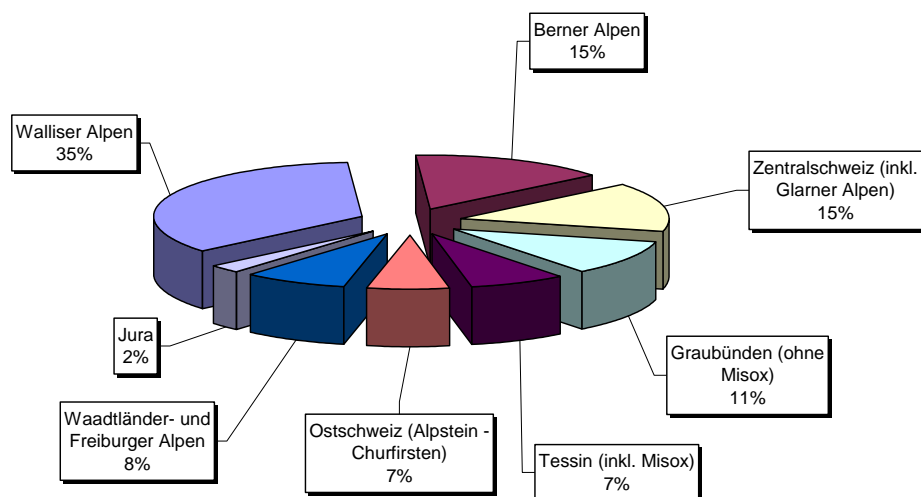 Berner Alpen
15%
Walliser Alpen
35%
Zentralschweiz (inkl.
Glarner Alpen)
15%
Jura
2%
Graubünden (ohne
Misox)
11%
Waadtländer- und
Freiburger Alpen
8%
Ostschweiz (Alpstein -
Churfirsten)
7%
Tessin (inkl. Misox)
7%